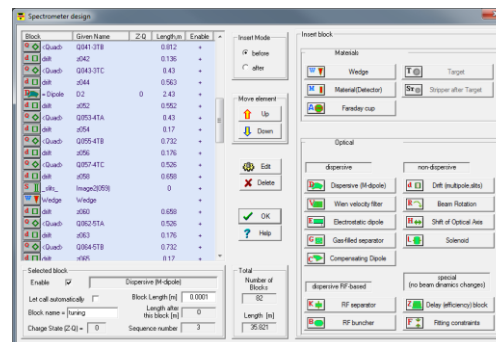 Spectrometer design
Block Given Name Z-Q Length,m Enable
<Quad> Q041-3TB 0.812 +
drift z042 0.136 +
<Quad> Q043-3TC 0.43 +
drift z044 0.563 +
= Dipole D2 0 2.43 +
drift z052 0.552 +
<Quad> Q053-4TA 0.43 +
drift z054 0.17 +
<Quad> Q055-4TB 0.732 +
drift z056 0.176 +
<Quad> Q057-4TC 0.526 +
drift z058 0.658 +
_slits_ Image2(059) 0 +
Wedge Wedge +
drift z060 0.658 +
<Quad> Q062-5TA 0.526 +
drift z063 0.176 +
<Quad> Q064-5TB 0.732 +
drift z065 0.17 +
Selected block
Enable
Dispersive (M-dipole)
Let call automatically
Block Length [m] 0.0001
Block name = tuning
Length after this block [m] 0
Charge State (Z-Q) = 0
Sequence number 3
Insert Mode
before
after
Move element
Up
Down
Edit
Delete
OK
? Help
Total
Number of Blocks
82
Length [m]
35.821
Insert block
Materials
Wedge
Target
Material(Detector)
Stripper after Target
Faraday cup
Optical
dispersive
non-dispersive
Dispersive (M-dipole)
Drift (multipole,slits)
Wien velocity filter
Beam Rotation
Electrostatic dipole
Shift of Optical Axis
Gas-filled separator
Solenoid
Compensating Dipole
dispersive RF-based
special
(no beam dinamics changes)
RF separator
Delay (efficiency) block
RF buncher
Fitting constraints